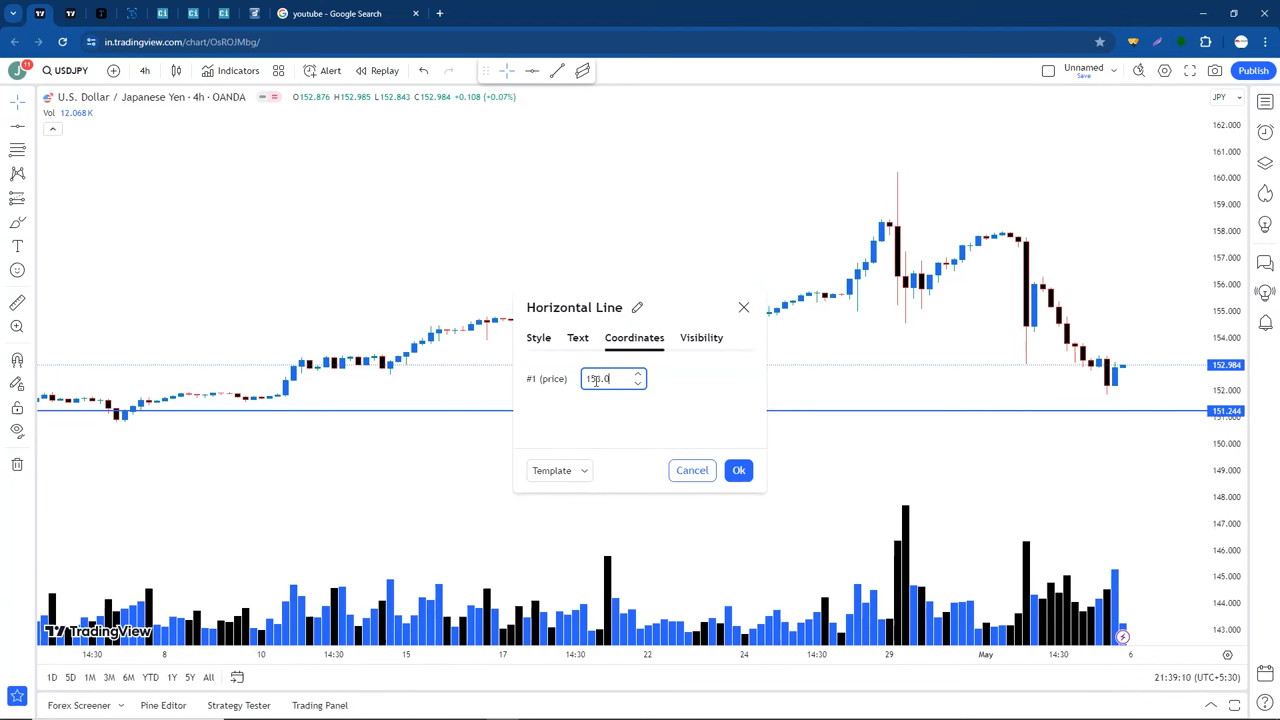 youtube - Google Search
in.tradingview.com/chart/OsROJMbg/
J
11
USDJPY
4h
Indicators
Alert
Replay
Unnamed
Save
Publish
U.S. Dollar / Japanese Yen · 4h · OANDA
O152.876 H152.985 L152.843 C152.984 +0.108 (+0.07%)
Vol 12.068K
JPY
162.000
161.000
160.000
159.000
158.000
157.000
156.000
155.000
154.000
152.984
152.000
151.244
150.000
149.000
148.000
147.000
146.000
145.000
144.000
143.000
Horizontal Line
Style
Text
Coordinates
Visibility
#1 (price)
153.0
Template
Cancel
Ok
TradingView
14:30
8
10
14:30
15
17
14:30
22
24
14:30
29
May
14:30
6
1D 5D 1M 3M 6M YTD 1Y 5Y All
21:39:10 (UTC+5:30)
Forex Screener
Pine Editor
Strategy Tester
Trading Panel